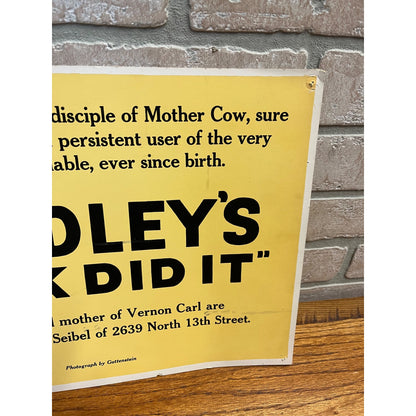 disciple of Mother Cow, sure
persistent user of the very
able, ever since birth.
DLEY'S
K DID IT"
mother of Vernon Carl are
Seibel of 2639 North 13th Street.
Photograph by Guttenstein